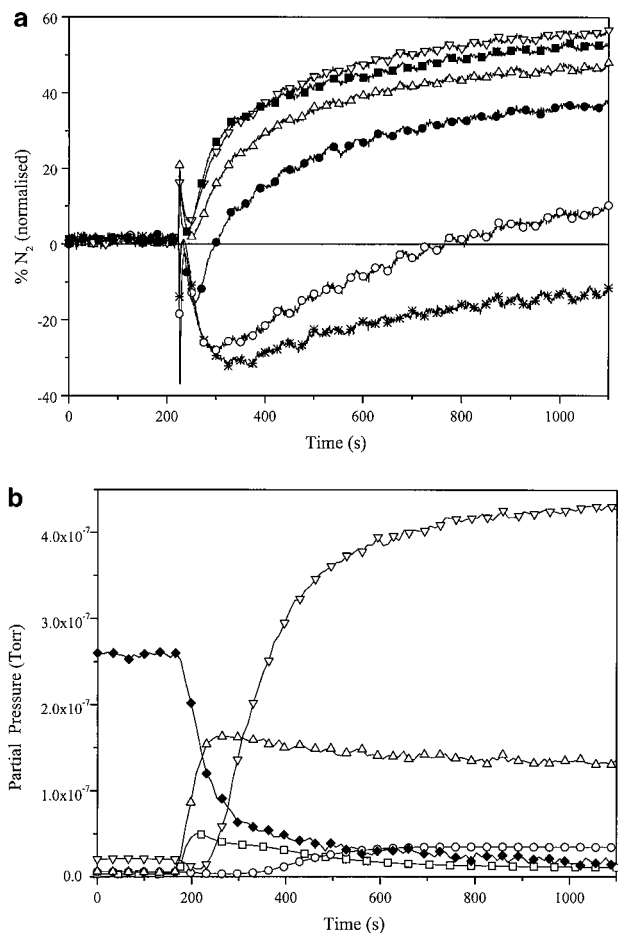 a
% N₂ (normalised)
60
40
20
0
-20
-40
0 200 400 600 800 1000
Time (s)
b
Partial Pressure (Torr)
4.0x10⁻⁷
3.0x10⁻⁷
2.0x10⁻⁷
1.0x10⁻⁷
0.0
0 200 400 600 800 1000
Time (s)